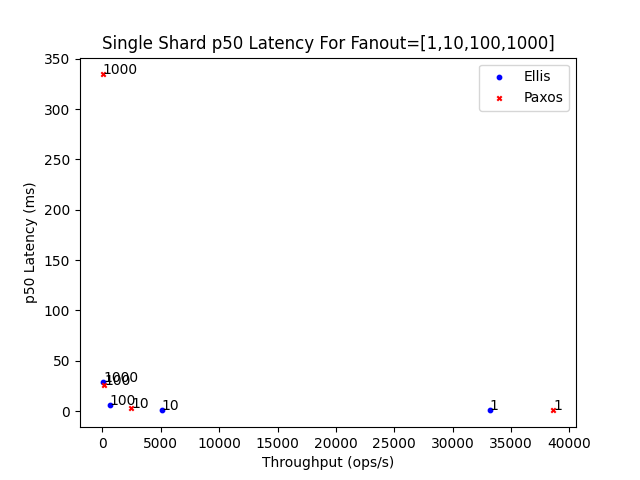 Single Shard p50 Latency For Fanout=[1,10,100,1000]
350
300
250
200
150
100
50
0
p50 Latency (ms)
1000
1000
100
100
10
10
1
1
Ellis
Paxos
0 5000 10000 15000 20000 25000 30000 35000 40000
Throughput (ops/s)